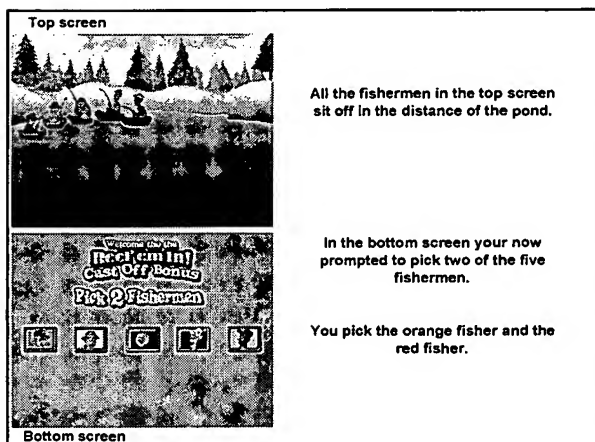 Top screen
All the fishermen in the top screen
sit off in the distance of the pond.
Welcome tho the
Reel 'em In!
Cast Off Bonus
Pick 2 Fishermen
In the bottom screen your now
prompted to pick two of the five
fishermen.
You pick the orange fisher and the
red fisher.
Bottom screen